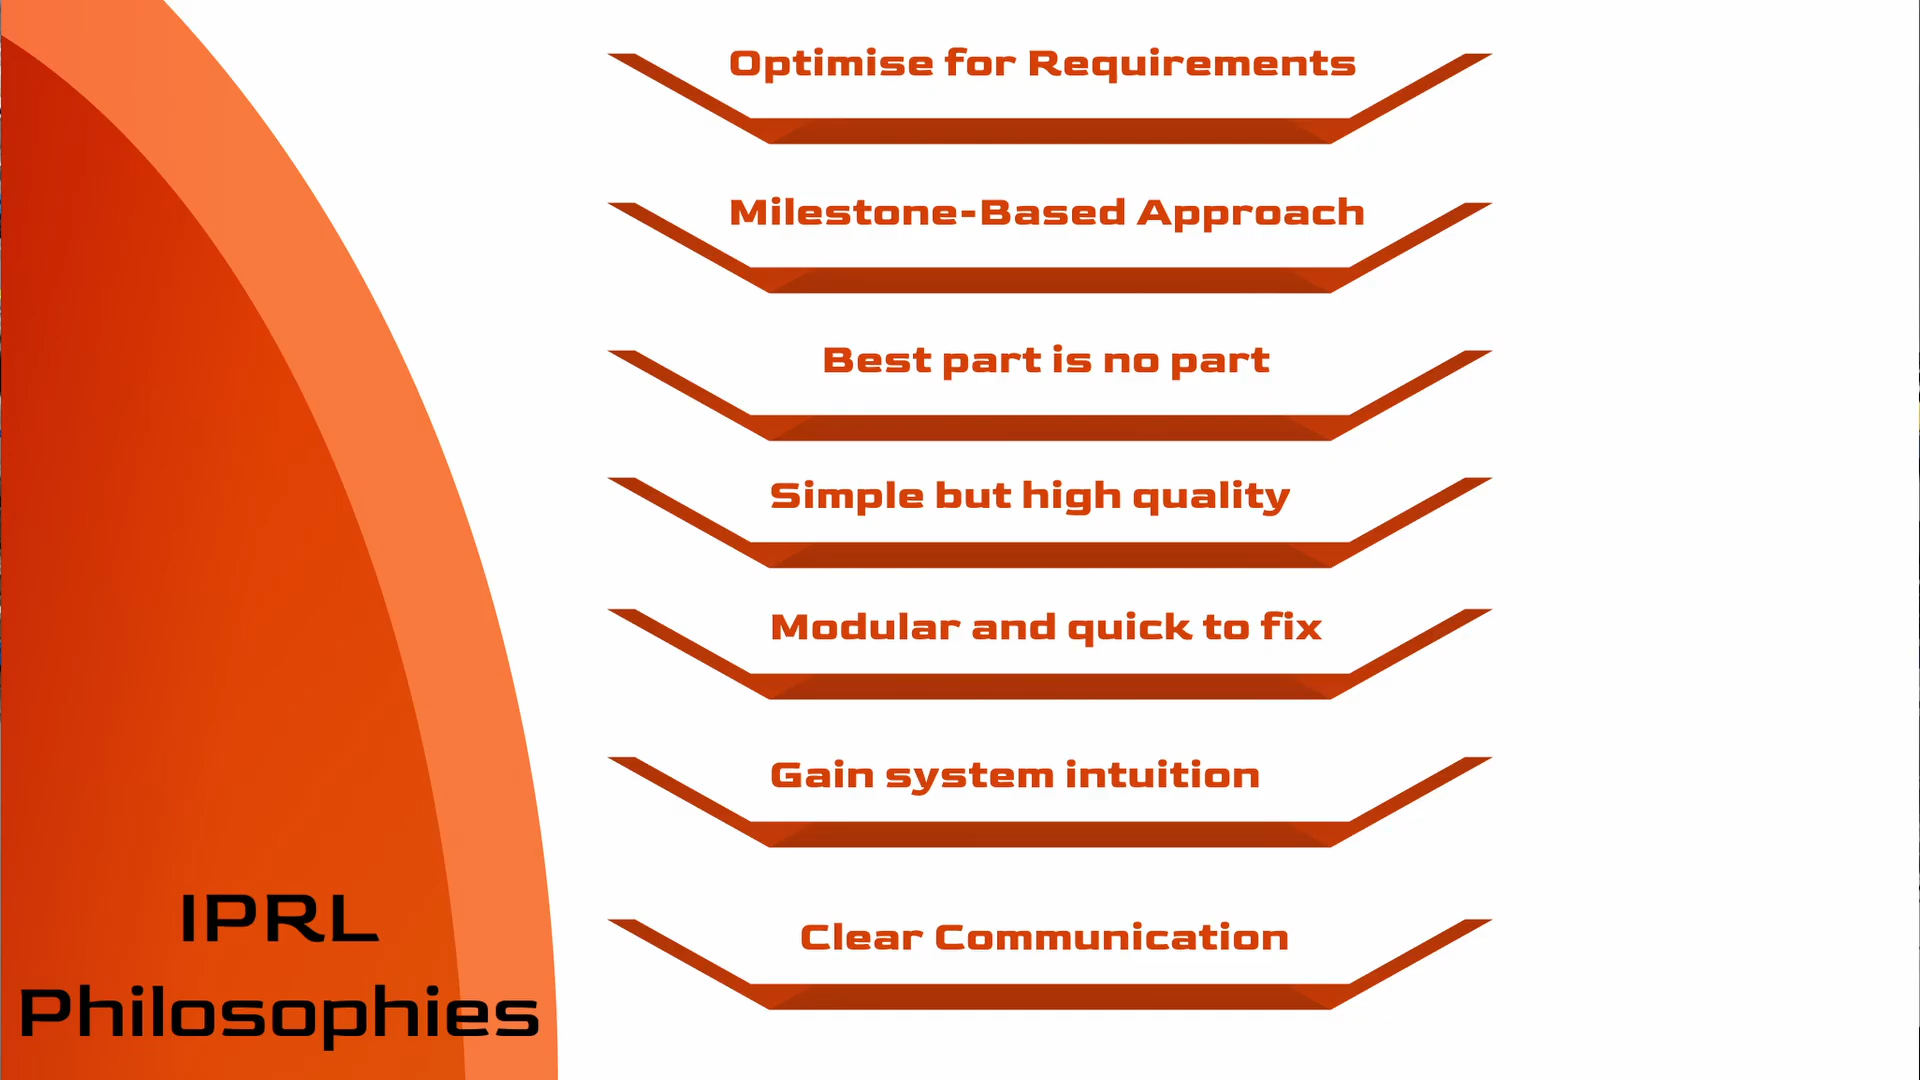 Optimise for Requirements
Milestone-Based Approach
Best part is no part
Simple but high quality
Modular and quick to fix
Gain system intuition
Clear Communication
IPRL
Philosophies